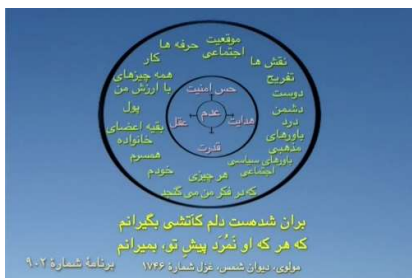 موقعیت
اجتماعی
حرفه ها
کار
نقش ها
تفریح
دوست
دشمن
درد
باورهای
مذهبی
باورهای سیاسی
اجتماعی
هر چیزی
که در فکر من می گنجد
خودم
همسرم
بقیه اعضای
خانواده
پول
همه چیزهای
با ارزش من
حس امنیت
هدایت
قدرت
عقل
عدم
بران شده‌ست دلم کآتشی بگیرانم
که هر که او نَمُرَد پیشِ تو، بمیرانم
مولوی، دیوان شمس، غزل شمارهٔ ۱۷۴۶
برنامهٔ شمارهٔ ۹۰۲